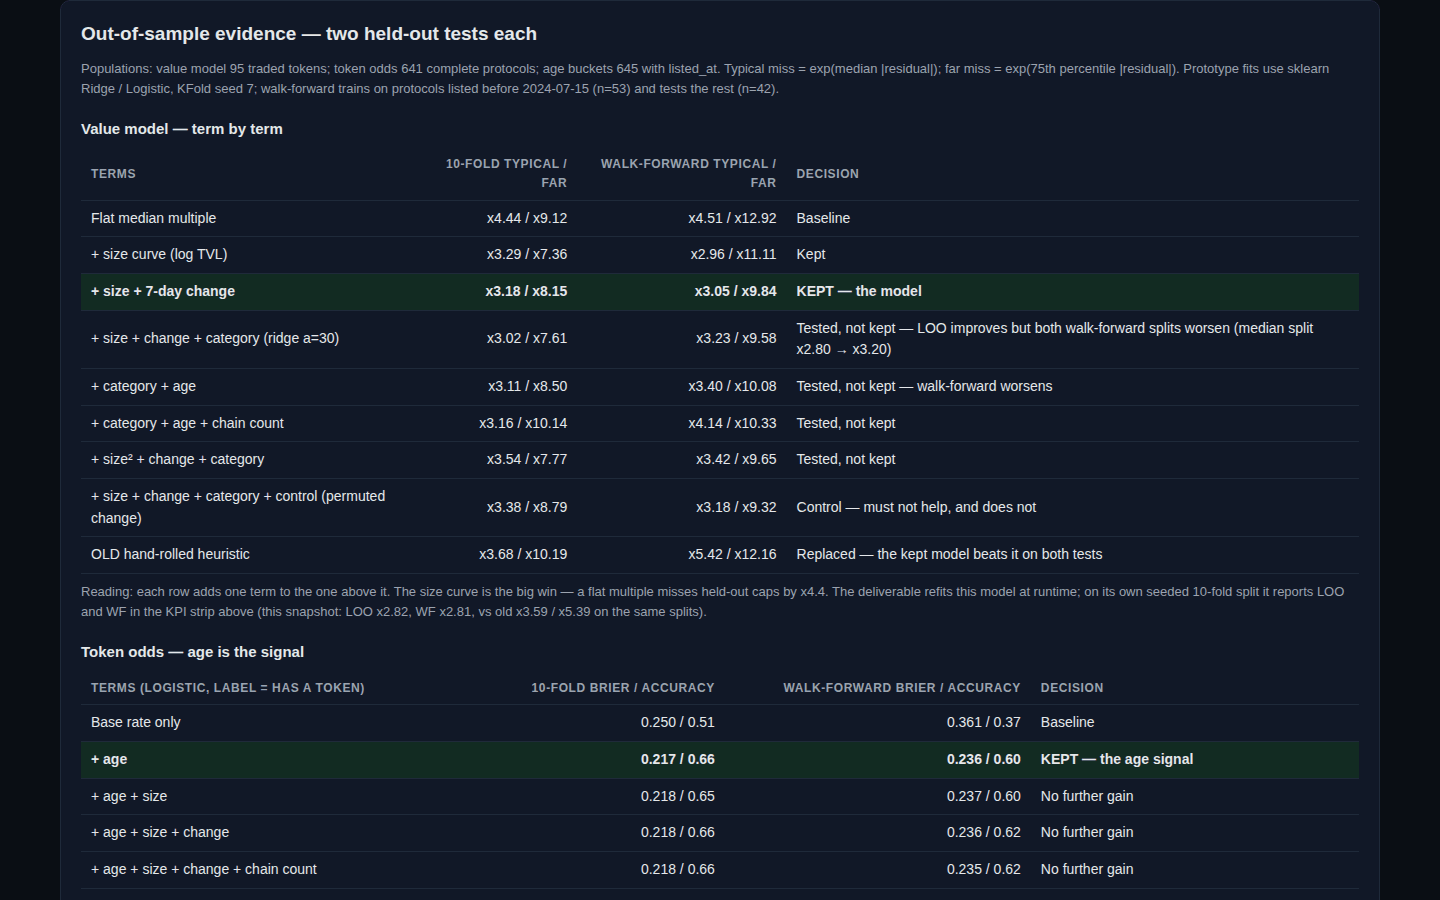 Out-of-sample evidence — two held-out tests each
Populations: value model 95 traded tokens; token odds 641 complete protocols; age buckets 645 with listed_at. Typical miss = exp(median |residual|); far miss = exp(75th percentile |residual|). Prototype fits use sklearn
Ridge / Logistic, KFold seed 7; walk-forward trains on protocols listed before 2024-07-15 (n=53) and tests the rest (n=42).
Value model — term by term
TERMS 10-FOLD TYPICAL / FAR WALK-FORWARD TYPICAL / FAR DECISION
Flat median multiple x4.44 / x9.12 x4.51 / x12.92 Baseline
+ size curve (log TVL) x3.29 / x7.36 x2.96 / x11.11 Kept
+ size + 7-day change x3.18 / x8.15 x3.05 / x9.84 KEPT — the model
+ size + change + category (ridge a=30) x3.02 / x7.61 x3.23 / x9.58 Tested, not kept — LOO improves but both walk-forward splits worsen (median split
x2.80 → x3.20)
+ category + age x3.11 / x8.50 x3.40 / x10.08 Tested, not kept — walk-forward worsens
+ category + age + chain count x3.16 / x10.14 x4.14 / x10.33 Tested, not kept
+ size² + change + category x3.54 / x7.77 x3.42 / x9.65 Tested, not kept
+ size + change + category + control (permuted
change) x3.38 / x8.79 x3.18 / x9.32 Control — must not help, and does not
OLD hand-rolled heuristic x3.68 / x10.19 x5.42 / x12.16 Replaced — the kept model beats it on both tests
Reading: each row adds one term to the one above it. The size curve is the big win — a flat multiple misses held-out caps by x4.4. The deliverable refits this model at runtime; on its own seeded 10-fold split it reports LOO
and WF in the KPI strip above (this snapshot: LOO x2.82, WF x2.81, vs old x3.59 / x5.39 on the same splits).
Token odds — age is the signal
TERMS (LOGISTIC, LABEL = HAS A TOKEN) 10-FOLD BRIER / ACCURACY WALK-FORWARD BRIER / ACCURACY DECISION
Base rate only 0.250 / 0.51 0.361 / 0.37 Baseline
+ age 0.217 / 0.66 0.236 / 0.60 KEPT — the age signal
+ age + size 0.218 / 0.65 0.237 / 0.60 No further gain
+ age + size + change 0.218 / 0.66 0.236 / 0.62 No further gain
+ age + size + change + chain count 0.218 / 0.66 0.235 / 0.62 No further gain